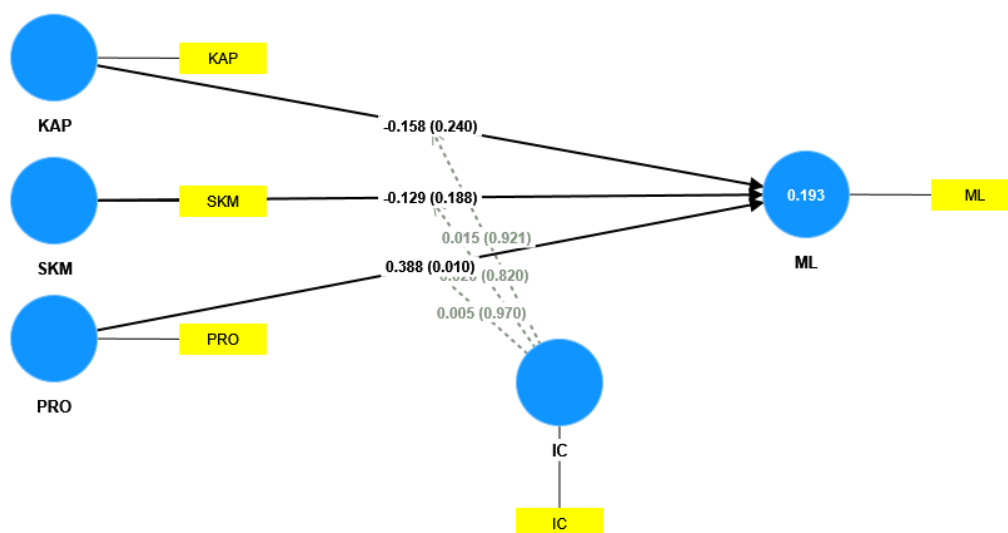 KAP
KAP
-0.158 (0.240)
SKM
-0.129 (0.188)
0.193
ML
0.015 (0.921)
SKM
ML
0.388 (0.010)
(0.820)
0.005 (0.970)
PRO
PRO
IC
IC